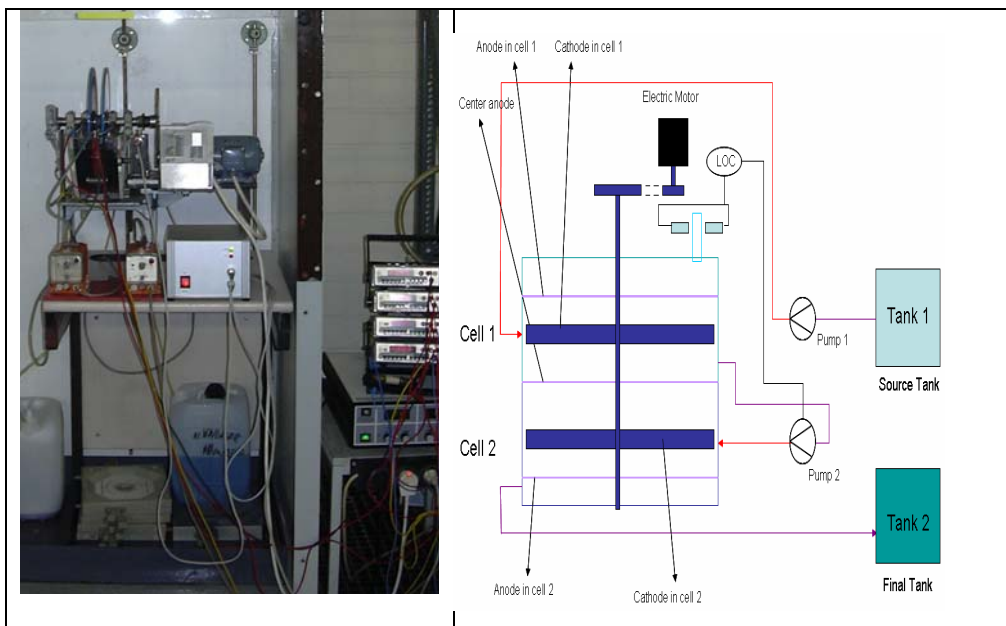 Anode in cell 1
Cathode in cell 1
Center anode
Electric Motor
LOC
Cell 1
Tank 1
Pump 1
Source Tank
Cell 2
Pump 2
Tank 2
Anode in cell 2
Cathode in cell 2
Final Tank